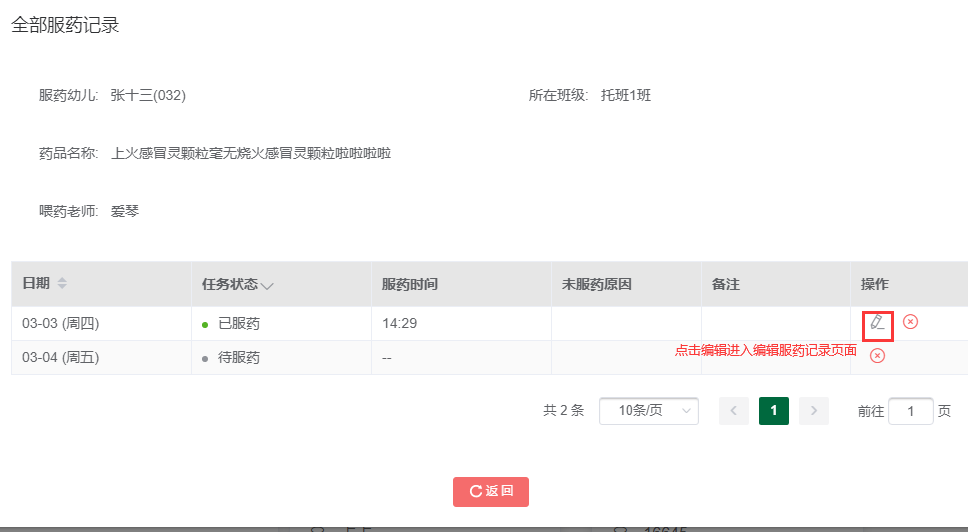 全部服药记录
服药幼儿: 张十三(032) 所在班级: 托班1班
药品名称: 上火感冒灵颗粒毫无烧火感冒灵颗粒啦啦啦啦
喂药老师: 爱琴
日期 任务状态 服药时间 未服药原因 备注 操作
03-03 (周四) 已服药 14:29
03-04 (周五) 待服药 --
点击编辑进入编辑服药记录页面
共 2 条 10条/页 1 前往 1 页
返回